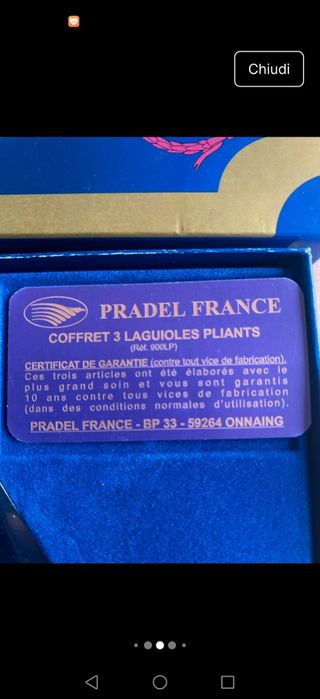 Chiudi
PRADEL FRANCE
COFFRET 3 LAGUIOLES PLIANTS
(Réf. 900LP)
CERTIFICAT DE GARANTIE (contre tout vice de fabrication).
Ces trois articles ont été élaborés avec le
plus grand soin et vous sont garantis
10 ans contre tous vices de fabrication
(dans des conditions normales d'utilisation).
PRADEL FRANCE - BP 33 - 59264 ONNAING